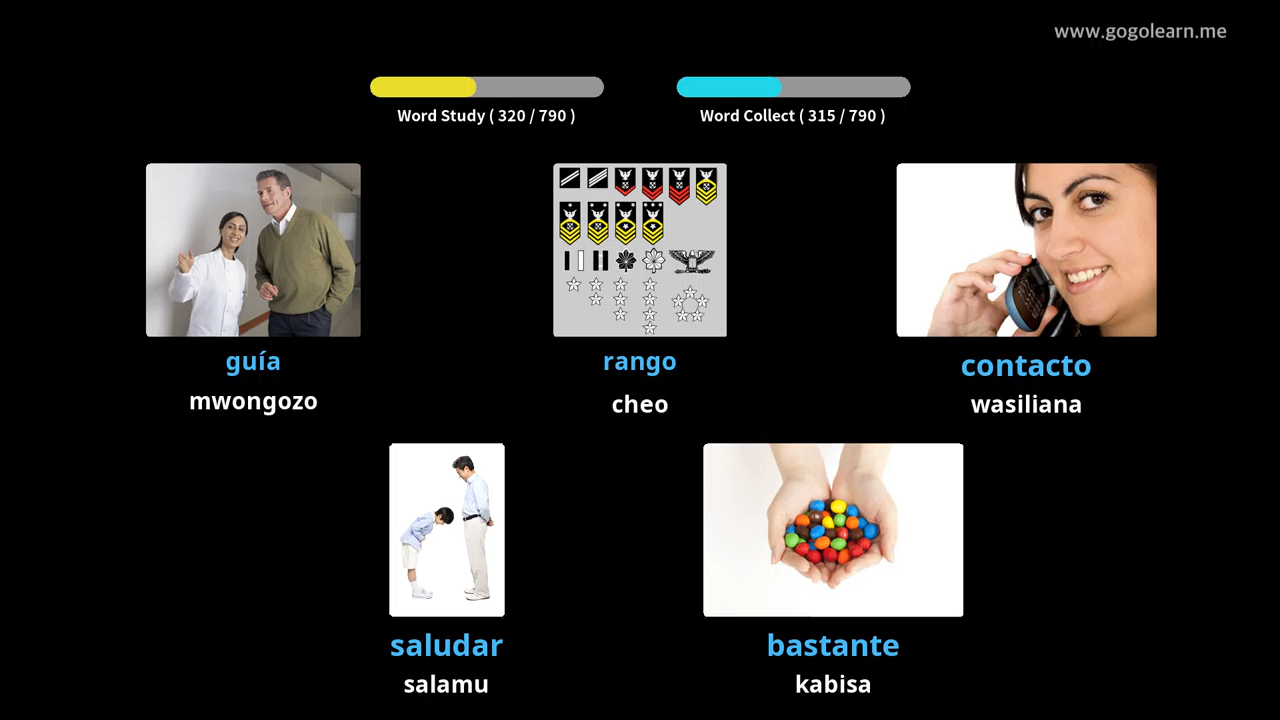 www.gogolearn.me
Word Study ( 320 / 790 )
Word Collect ( 315 / 790 )
guía
mwongozo
rango
cheo
contacto
wasiliana
saludar
salamu
bastante
kabisa